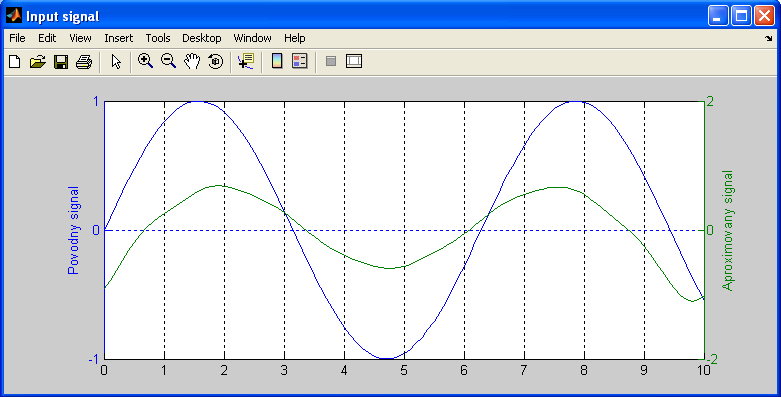 Input signal
File Edit View Insert Tools Desktop Window Help
1
0
-1
Povodny signal
2
0
-2
Aproximovany signal
0 1 2 3 4 5 6 7 8 9 10